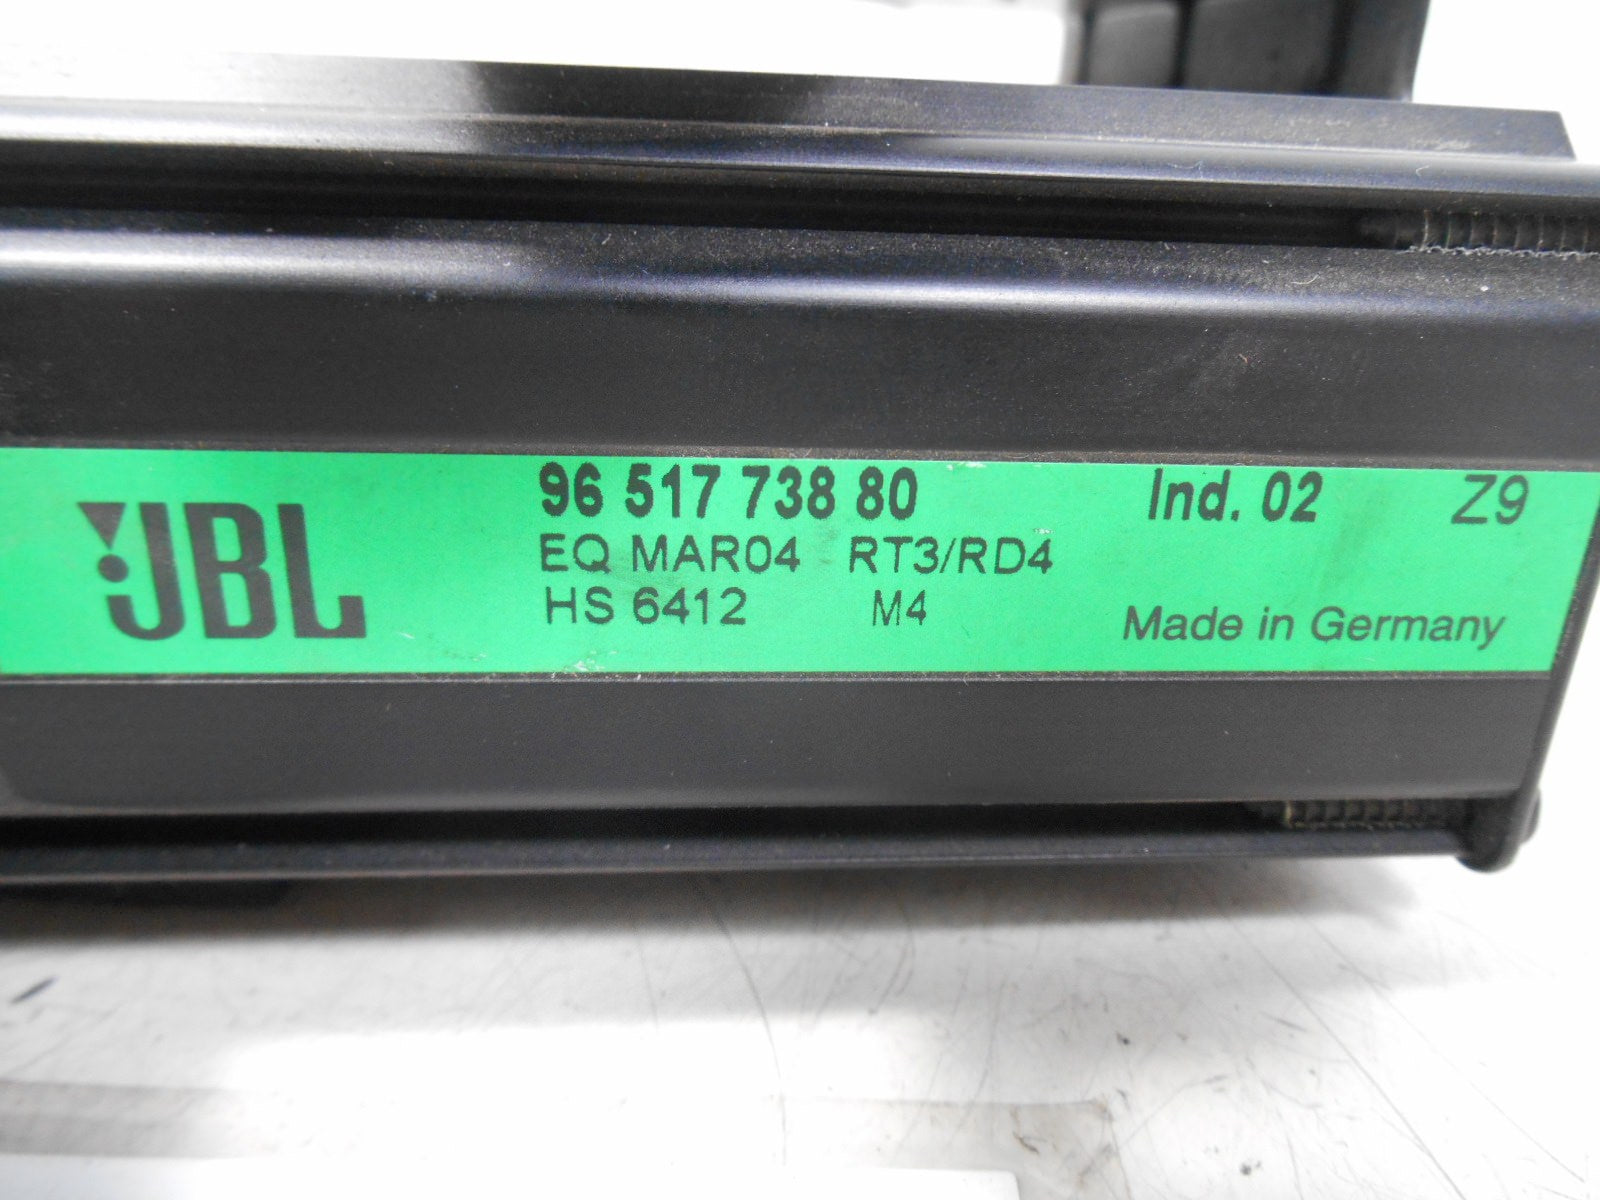 JBL
96 517 738 80 Ind. 02 Z9
EQ MAR04 RT3/RD4
HS 6412 M4 Made in Germany